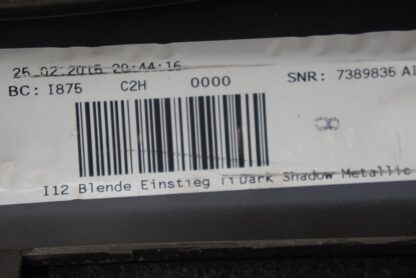 25.02.2015 20:44:16
BC: I875 C2H 0000 SNR: 7389835 AI
I12 Blende Einstieg Dark Shadow Metallic